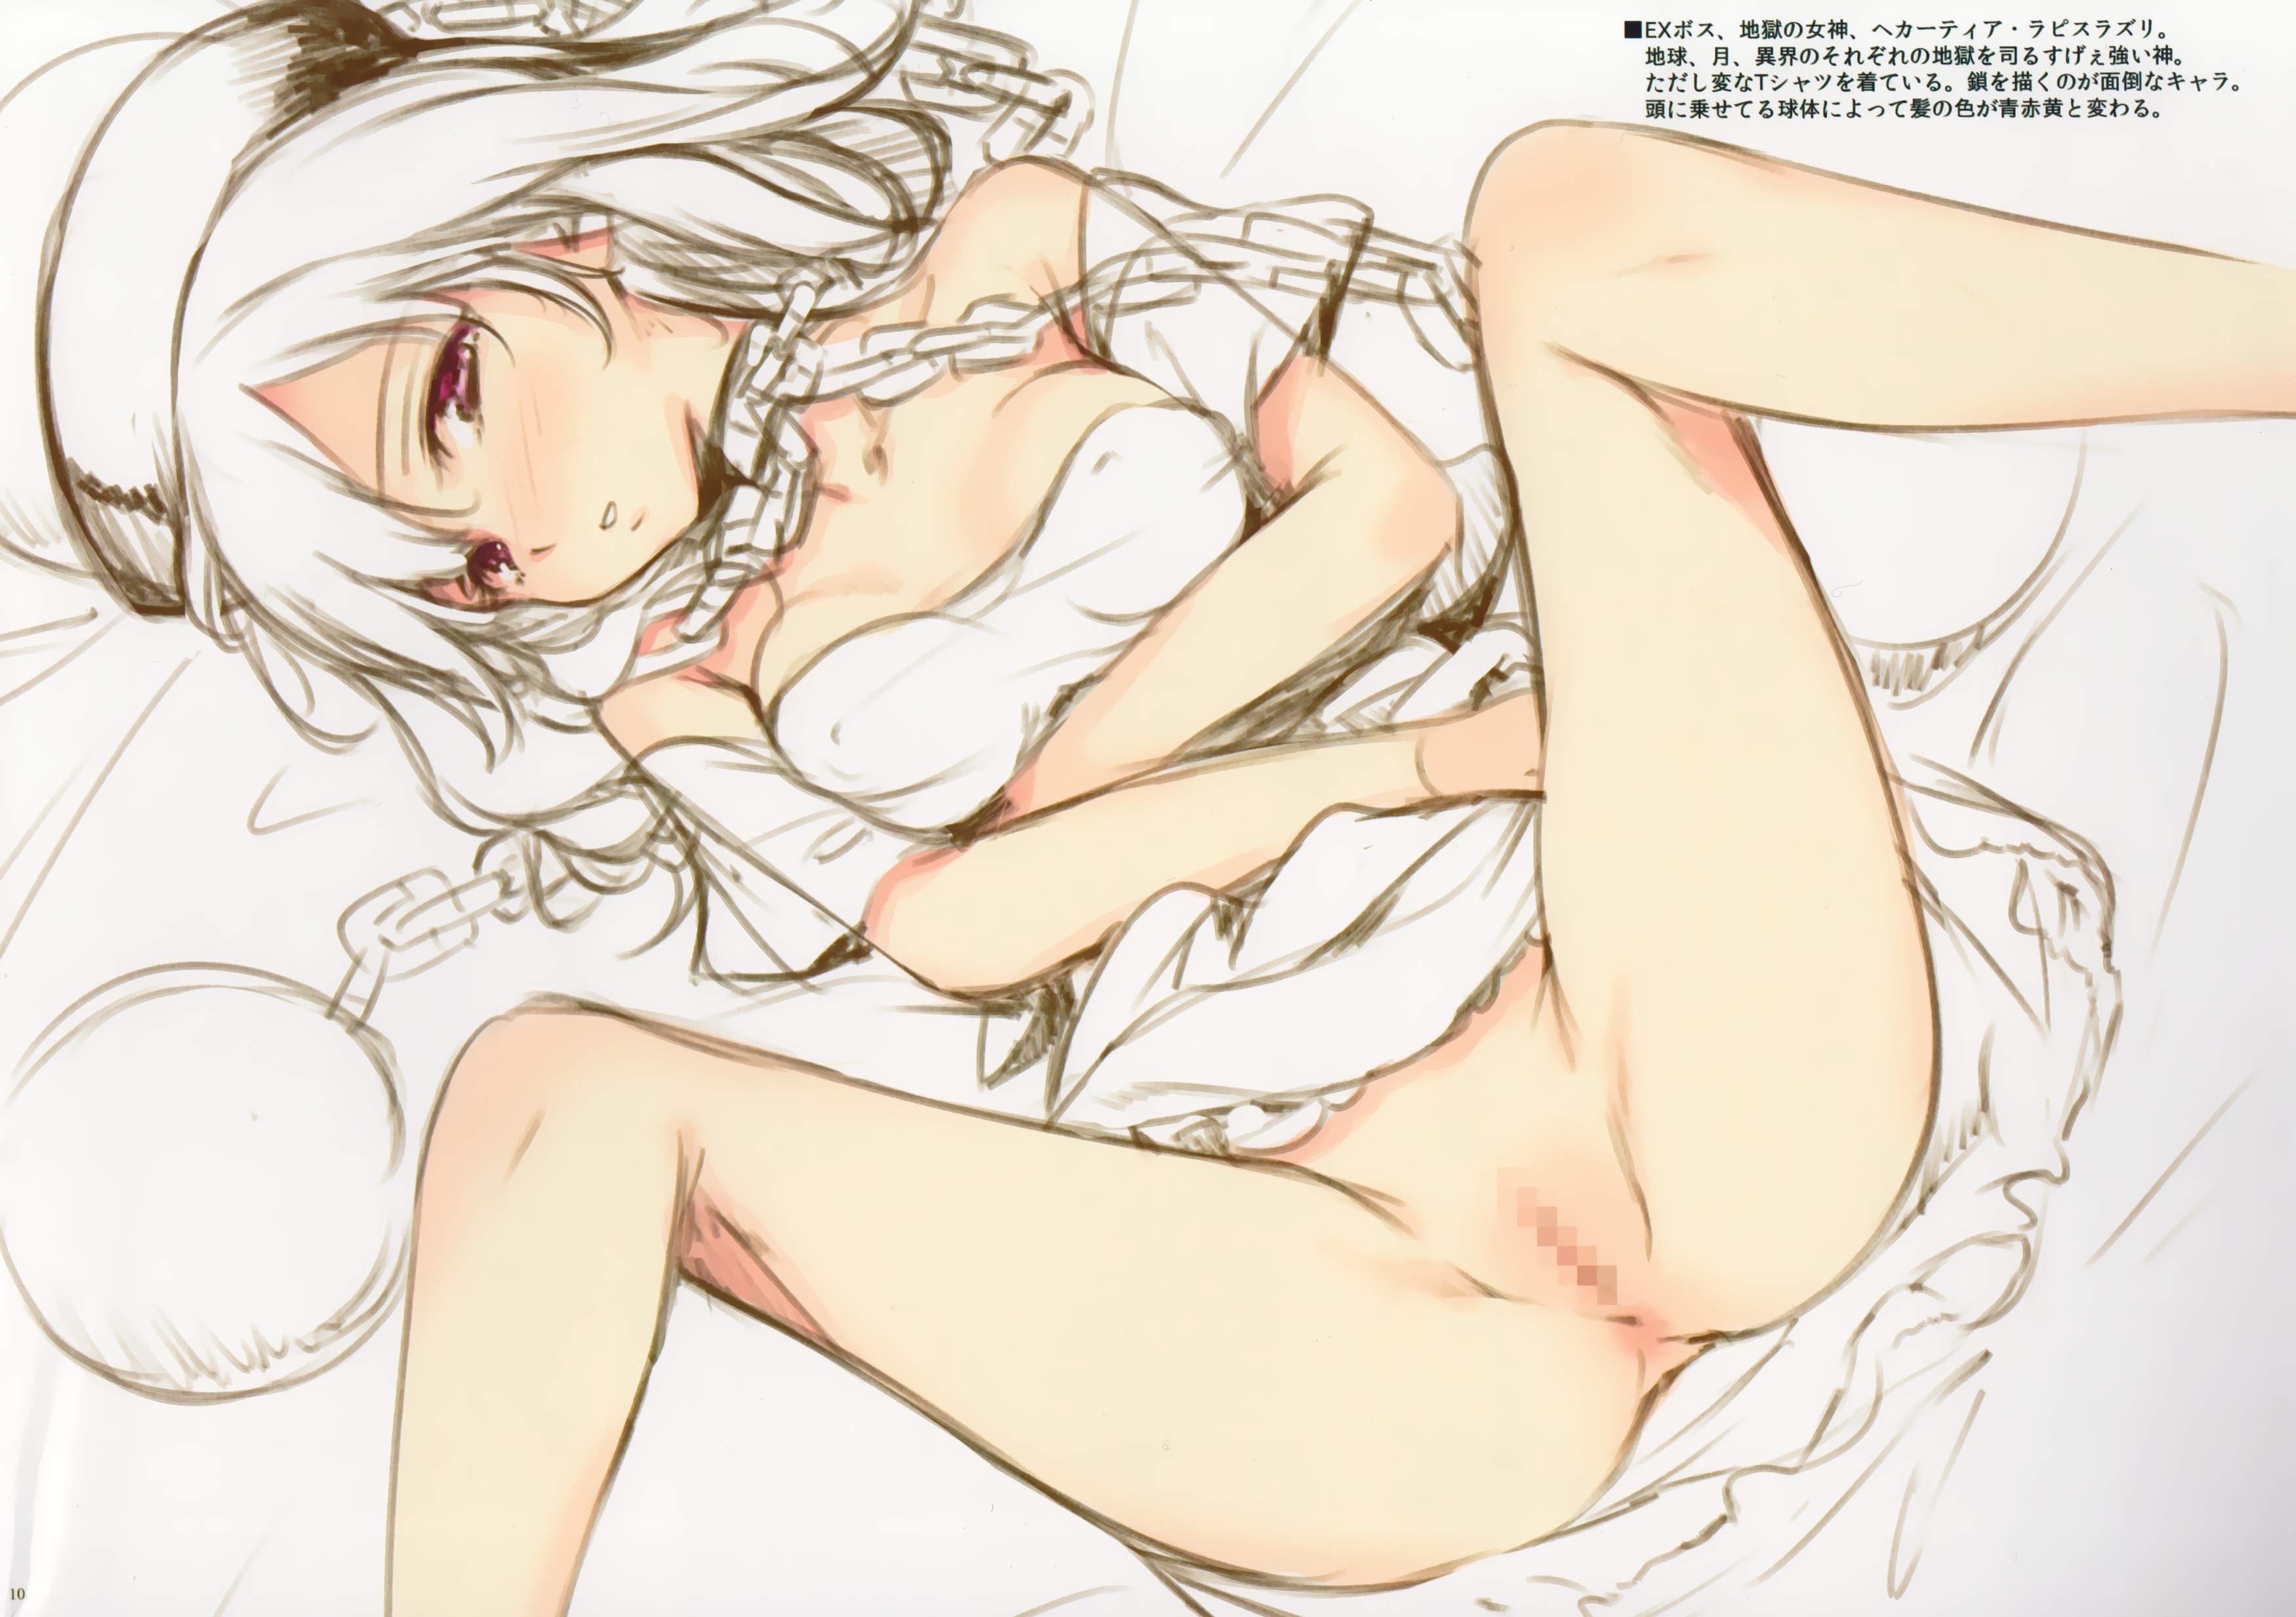 ■EXボス、地獄の女神、ヘカーティア・ラピスラズリ。
地球、月、異界のそれぞれの地獄を司るすげぇ強い神。
ただし変なTシャツを着ている。鎖を描くのが面倒なキャラ。
頭に乗せてる球体によって髪の色が青赤黄と変わる。
10